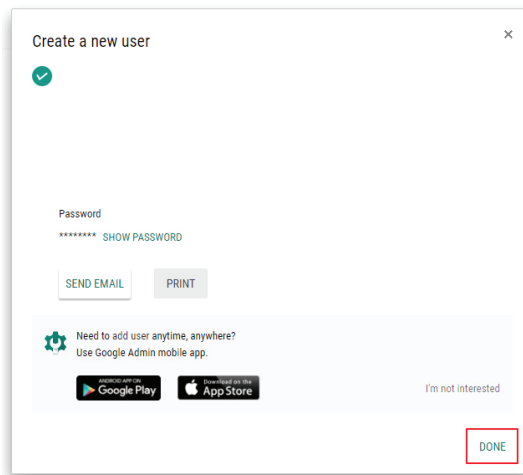 Create a new user
×
Password
******** SHOW PASSWORD
SEND EMAIL PRINT
Need to add user anytime, anywhere?
Use Google Admin mobile app.
ANDROID APP ON
Google Play
Download on the
App Store
I'm not interested
DONE